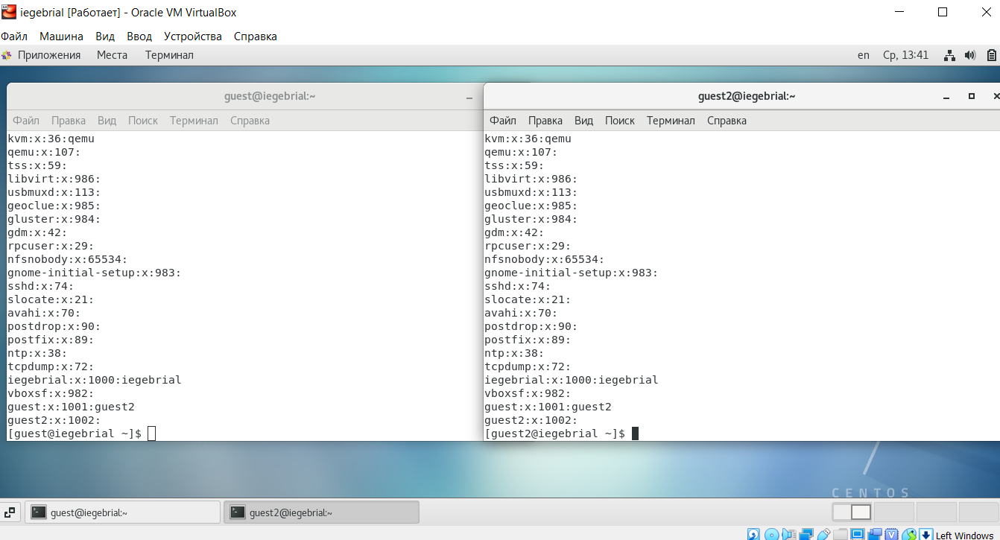 iegebrial [Работает] - Oracle VM VirtualBox
Файл Машина Вид Ввод Устройства Справка
Приложения Места Терминал en Ср, 13:41
guest@iegebrial:~
Файл Правка Вид Поиск Терминал Справка
kvm:x:36:qemu
qemu:x:107:
tss:x:59:
libvirt:x:986:
usbmuxd:x:113:
geoclue:x:985:
gluster:x:984:
gdm:x:42:
rpcuser:x:29:
nfsnobody:x:65534:
gnome-initial-setup:x:983:
sshd:x:74:
slocate:x:21:
avahi:x:70:
postdrop:x:90:
postfix:x:89:
ntp:x:38:
tcpdump:x:72:
iegebrial:x:1000:iegebrial
vboxsf:x:982:
guest:x:1001:guest2
guest2:x:1002:
[guest@iegebrial ~]$
guest2@iegebrial:~
Файл Правка Вид Поиск Терминал Справка
kvm:x:36:qemu
qemu:x:107:
tss:x:59:
libvirt:x:986:
usbmuxd:x:113:
geoclue:x:985:
gluster:x:984:
gdm:x:42:
rpcuser:x:29:
nfsnobody:x:65534:
gnome-initial-setup:x:983:
sshd:x:74:
slocate:x:21:
avahi:x:70:
postdrop:x:90:
postfix:x:89:
ntp:x:38:
tcpdump:x:72:
iegebrial:x:1000:iegebrial
vboxsf:x:982:
guest:x:1001:guest2
guest2:x:1002:
[guest2@iegebrial ~]$
CENTOS
guest@iegebrial:~ guest2@iegebrial:~
Left Windows